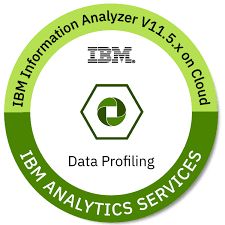 IBM Information Analyzer V11.5.x on Cloud
IBM.
Data Profiling
IBM ANALYTICS SERVICES